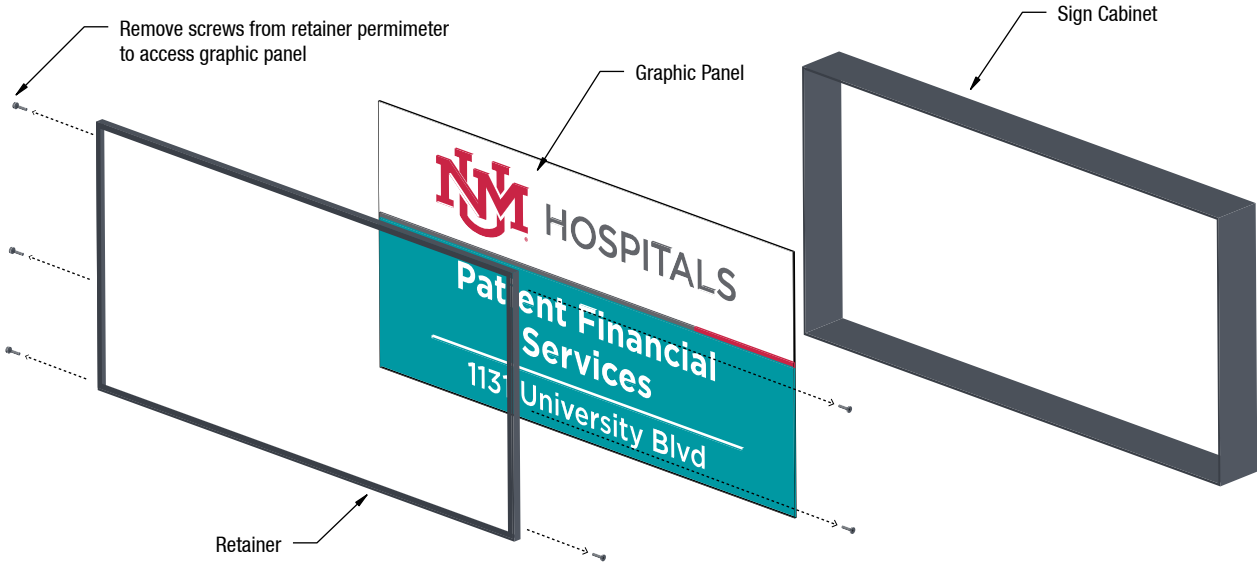 Remove screws from retainer permimeter
to access graphic panel
Graphic Panel
Sign Cabinet
UNM HOSPITALS
Patient Financial
Services
1131 University Blvd
Retainer